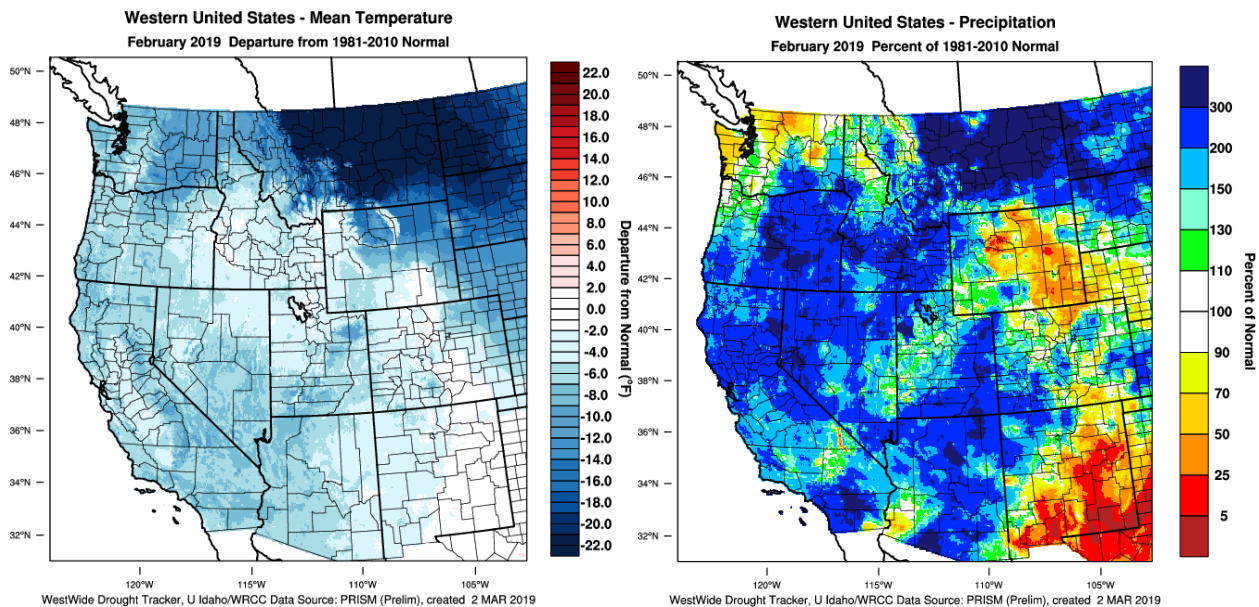 Western United States - Mean Temperature
February 2019  Departure from 1981-2010 Normal
50°N
48°N
46°N
44°N
42°N
40°N
38°N
36°N
34°N
32°N
120°W
115°W
110°W
105°W
22.0
20.0
18.0
16.0
14.0
12.0
10.0
8.0
6.0
4.0
2.0
0.0
-2.0
-4.0
-6.0
-8.0
-10.0
-12.0
-14.0
-16.0
-18.0
-20.0
-22.0
Departure from Normal (°F)
WestWide Drought Tracker, U Idaho/WRCC Data Source: PRISM (Prelim), created  2 MAR 2019
Western United States - Precipitation
February 2019  Percent of 1981-2010 Normal
50°N
48°N
46°N
44°N
42°N
40°N
38°N
36°N
34°N
32°N
120°W
115°W
110°W
105°W
300
200
150
130
110
100
90
70
50
25
5
Percent of Normal
WestWide Drought Tracker, U Idaho/WRCC Data Source: PRISM (Prelim), created  2 MAR 2019